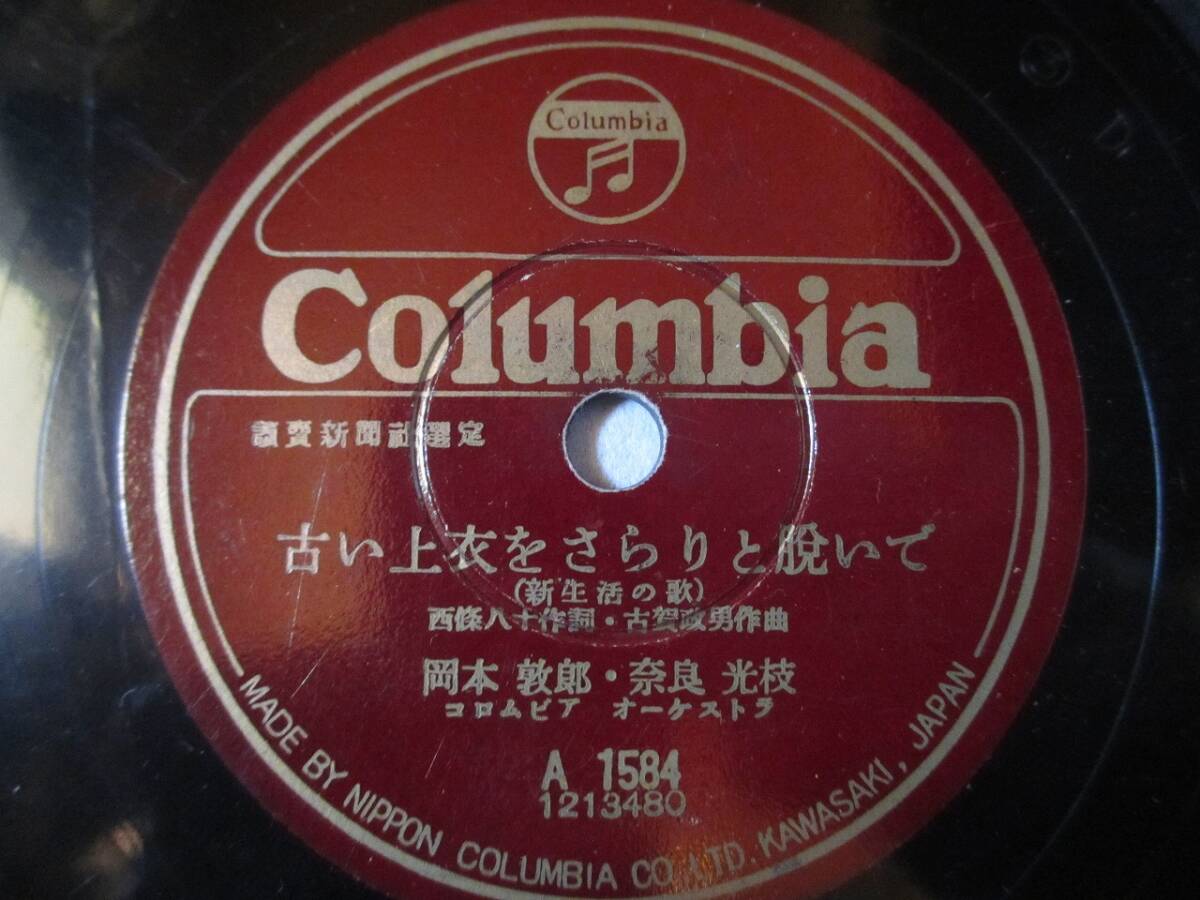 Columbia
Columbia
讀賣新聞社選定
古い上衣をさらりと脱いで
(新生活の歌)
西條八十作詞・古賀政男作曲
岡本 敦郎・奈良 光枝
コロムビア オーケストラ
A 1584
1213480
MADE BY NIPPON COLUMBIA CO., LTD. KAWASAKI, JAPAN